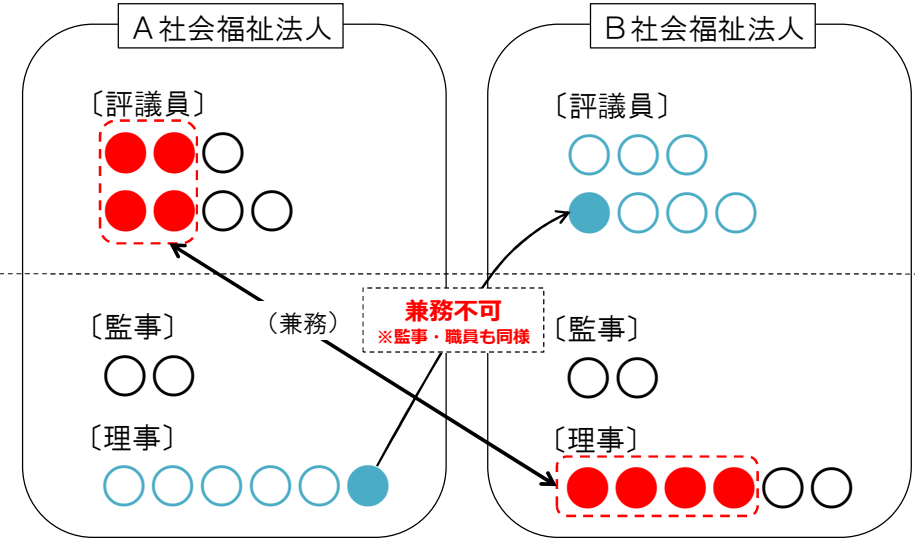 A社会福祉法人
B社会福祉法人
〔評議員〕
〔評議員〕
兼務不可
※監事・職員も同様
（兼務）
〔監事〕
〔監事〕
〔理事〕
〔理事〕